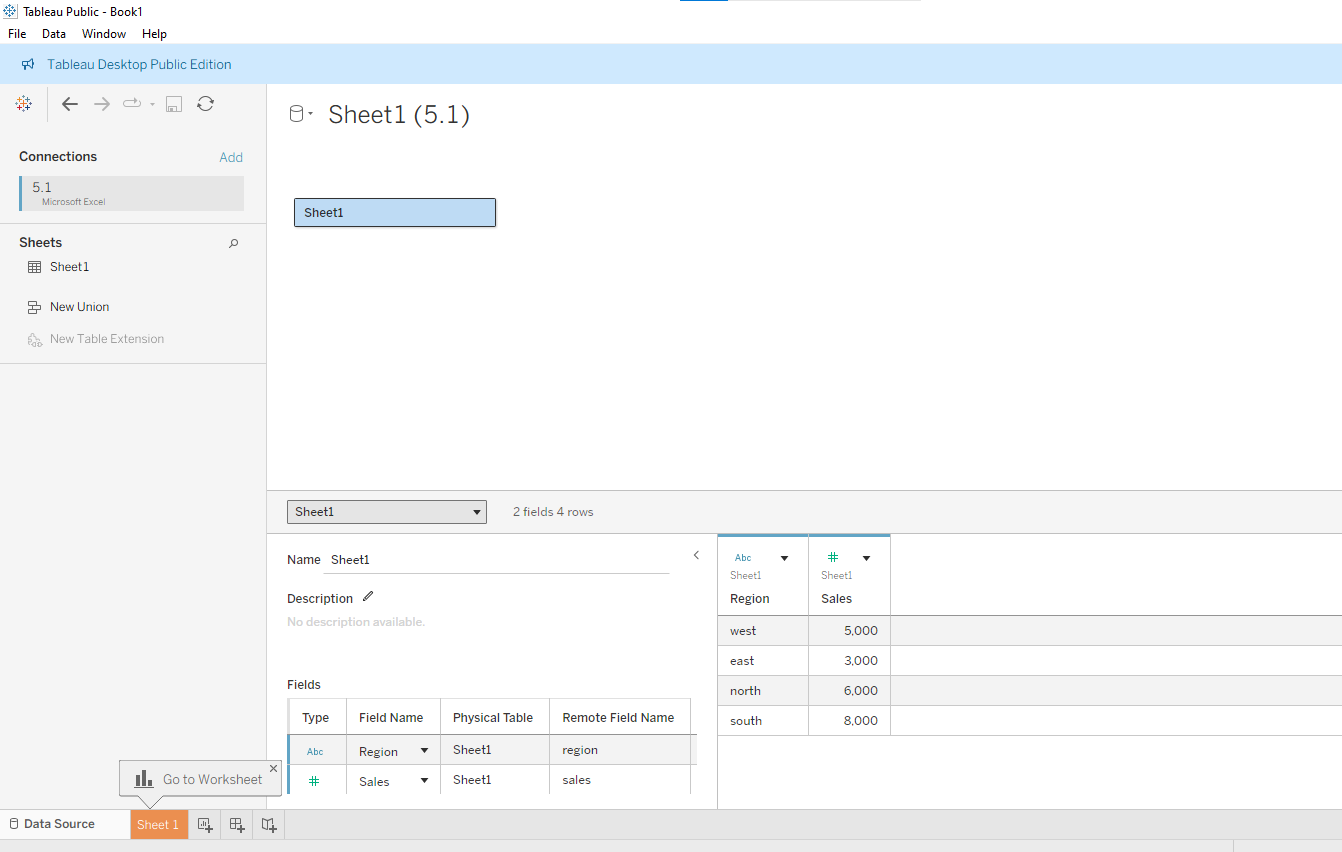 Tableau Public - Book1
File Data Window Help
Tableau Desktop Public Edition
Sheet1 (5.1)
Connections Add
5.1
Microsoft Excel
Sheet1
Sheets
Sheet1
New Union
New Table Extension
Sheet1 2 fields 4 rows
Name Sheet1
Description
No description available.
Fields
Type Field Name Physical Table Remote Field Name
Abc Region Sheet1 region
# Sales Sheet1 sales
Abc #
Sheet1 Sheet1
Region Sales
west 5,000
east 3,000
north 6,000
south 8,000
Go to Worksheet
Data Source Sheet 1